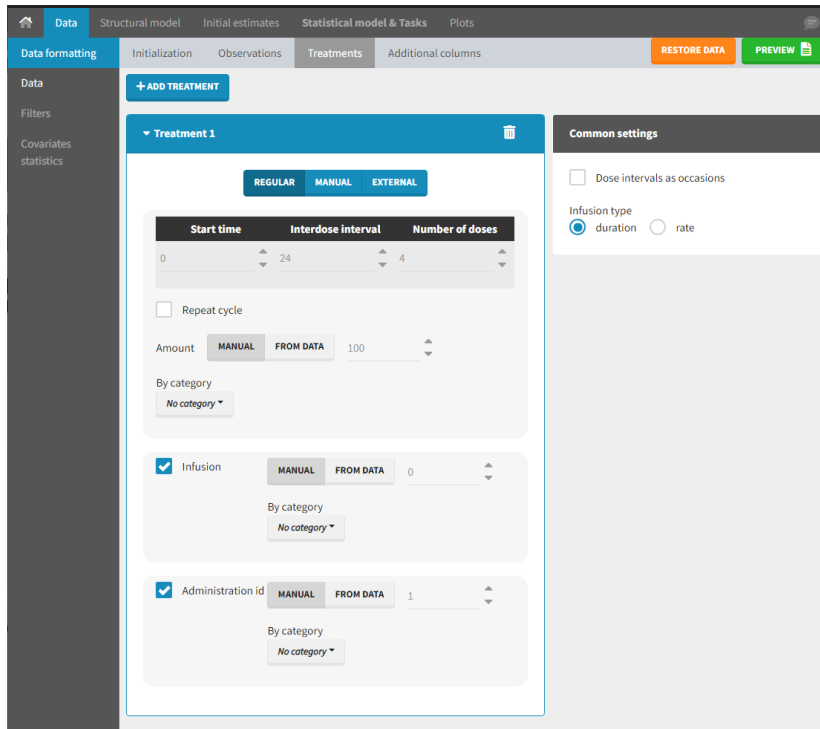 Data Structural model Initial estimates Statistical model & Tasks Plots
Data formatting Initialization Observations Treatments Additional columns RESTORE DATA PREVIEW
Data
Filters
Covariates
statistics
+ ADD TREATMENT
Treatment 1
REGULAR MANUAL EXTERNAL
Start time Interdose interval Number of doses
0 24 4
Repeat cycle
Amount MANUAL FROM DATA 100
By category
No category
Infusion MANUAL FROM DATA 0
By category
No category
Administration id MANUAL FROM DATA 1
By category
No category
Common settings
Dose intervals as occasions
Infusion type
duration rate